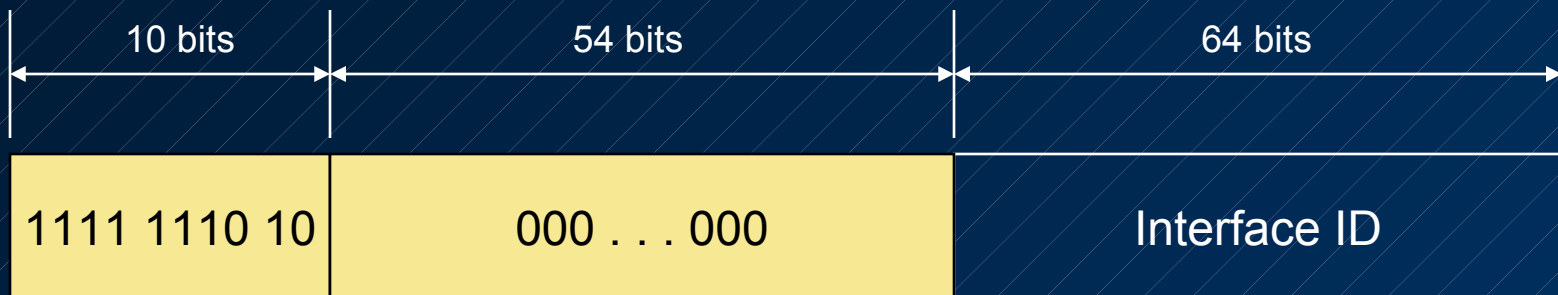 10 bits 54 bits 64 bits
1111 1110 10 000 . . . 000 Interface ID